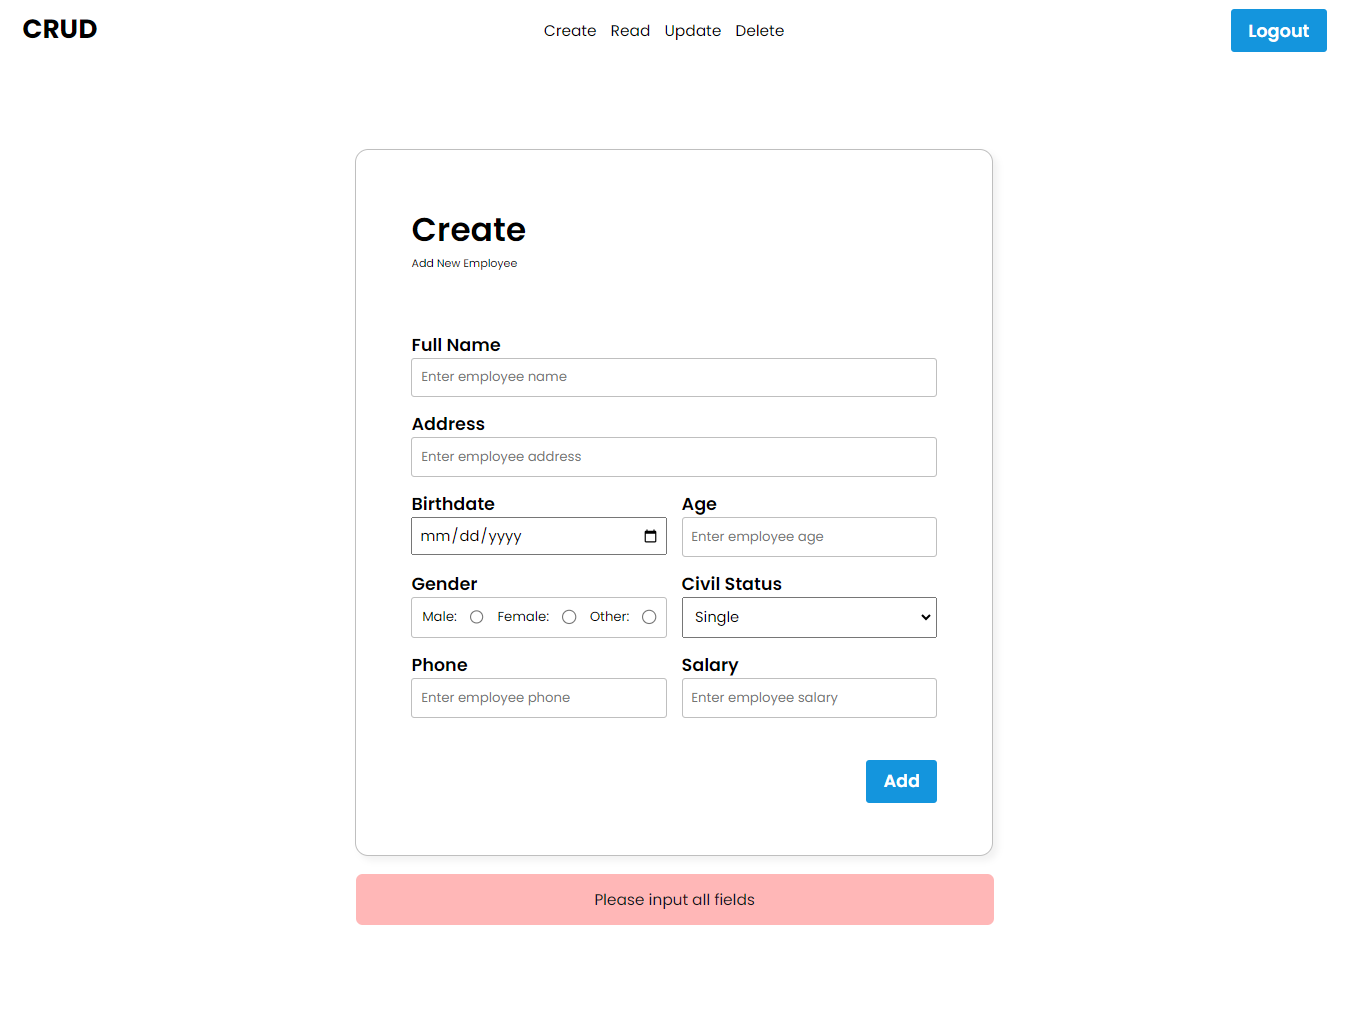 CRUD
Create Read Update Delete
Logout
Create
Add New Employee
Full Name
Enter employee name
Address
Enter employee address
Birthdate Age
mm/dd/yyyy Enter employee age
Gender Civil Status
Male: Female: Other: Single
Phone Salary
Enter employee phone Enter employee salary
Add
Please input all fields